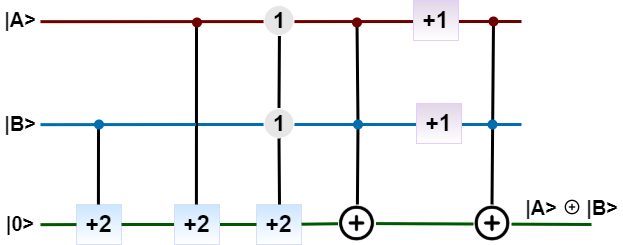 |A> 1 +1
|B> 1 +1
|A> ⊕ |B>
|0> +2 +2 +2